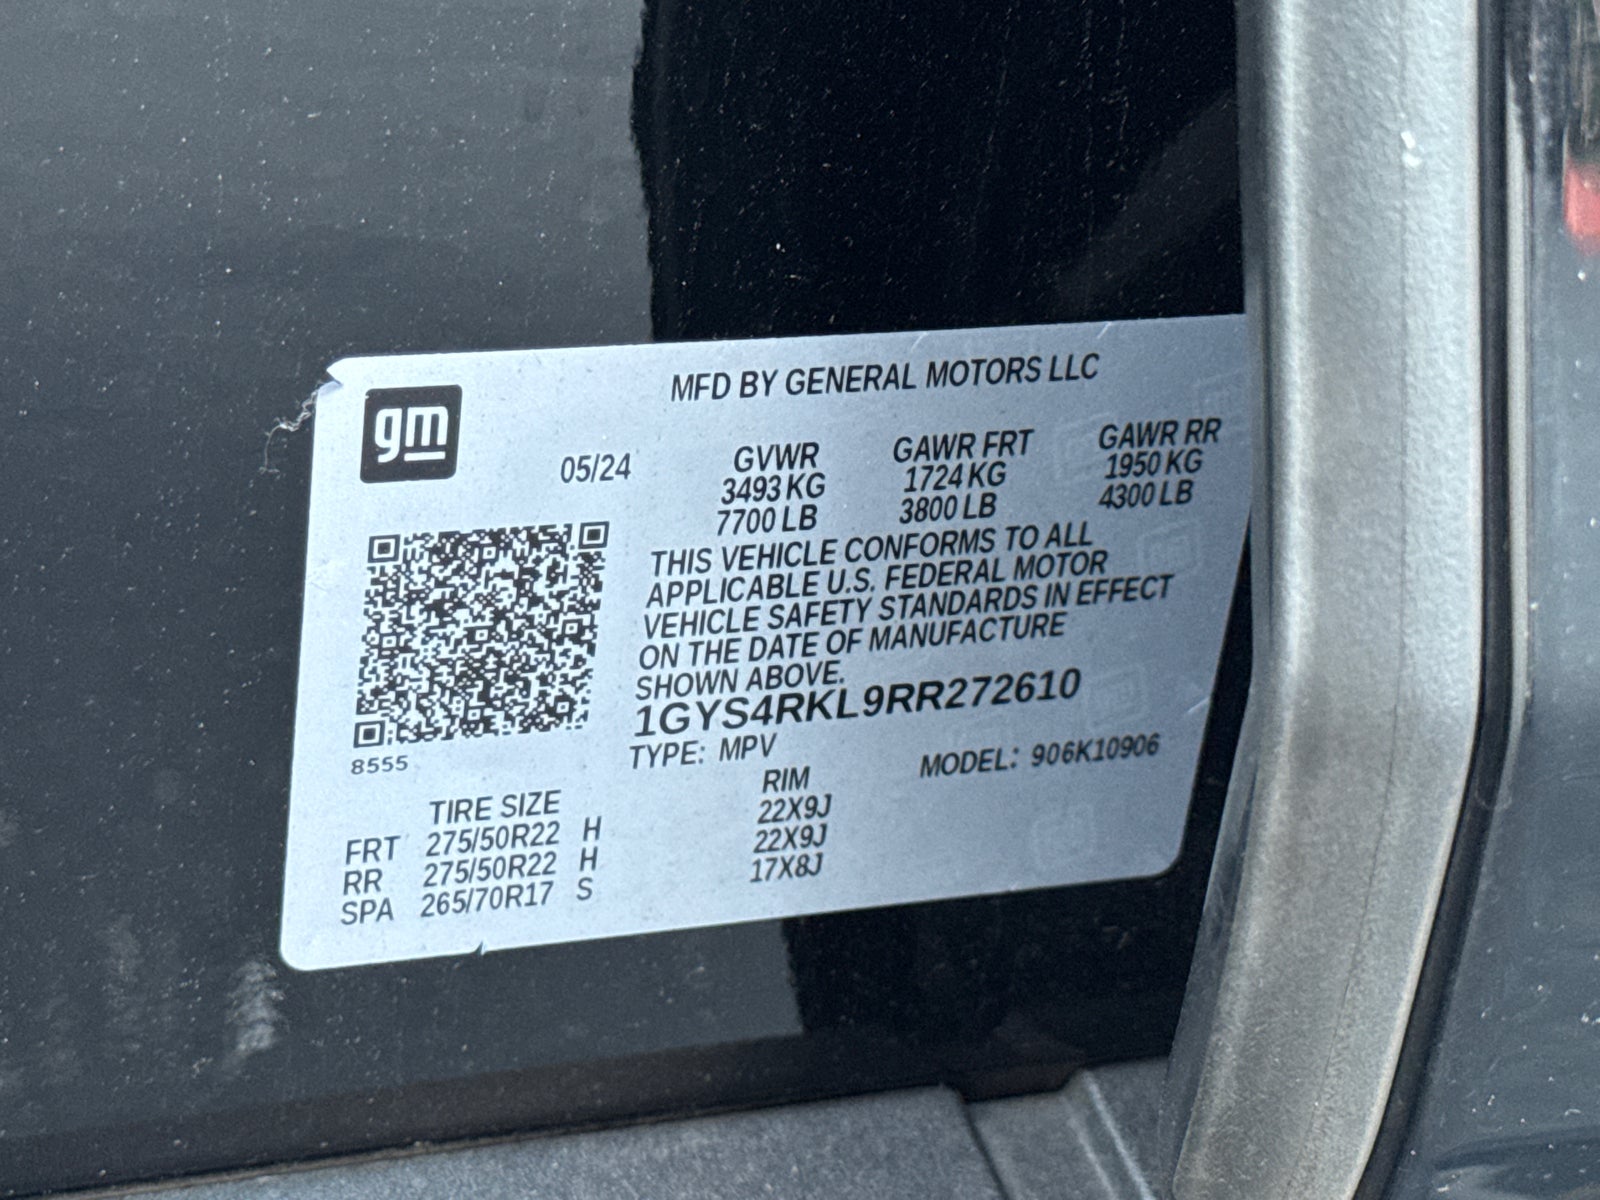 MFD BY GENERAL MOTORS LLC
gm
05/24 GVWR GAWR FRT GAWR RR
3493 KG 1724 KG 1950 KG
7700 LB 3800 LB 4300 LB
THIS VEHICLE CONFORMS TO ALL
APPLICABLE U.S. FEDERAL MOTOR
VEHICLE SAFETY STANDARDS IN EFFECT
ON THE DATE OF MANUFACTURE
SHOWN ABOVE.
1GYS4RKL9RR272610
8555
TYPE: MPV MODEL: 906K10906
TIRE SIZE RIM
FRT 275/50R22 H 22X9J
RR 275/50R22 H 22X9J
SPA 265/70R17 S 17X8J